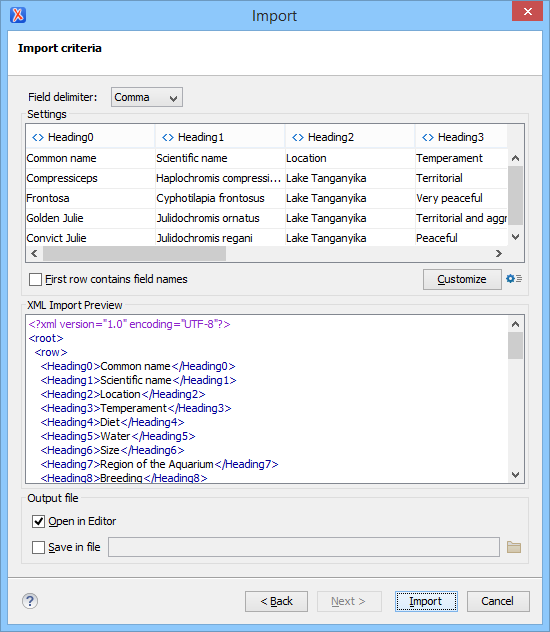 Import
Import criteria
Field delimiter: Comma
Settings
<> Heading0 <> Heading1 <> Heading2 <> Heading3
Common name Scientific name Location Temperament
Compressiceps Haplochromis compressi... Lake Tanganyika Territorial
Frontosa Cyphotilapia frontosus Lake Tanganyika Very peaceful
Golden Julie Julidochromis ornatus Lake Tanganyika Territorial and aggr
Convict Julie Julidochromis regani Lake Tanganyika Peaceful
First row contains field names Customize
XML Import Preview
<?xml version="1.0" encoding="UTF-8"?>
<root>
<row>
<Heading0>Common name</Heading0>
<Heading1>Scientific name</Heading1>
<Heading2>Location</Heading2>
<Heading3>Temperament</Heading3>
<Heading4>Diet</Heading4>
<Heading5>Water</Heading5>
<Heading6>Size</Heading6>
<Heading7>Region of the Aquarium</Heading7>
<Heading8>Breeding</Heading8>
Output file
Open in Editor
Save in file
? < Back Next > Import Cancel